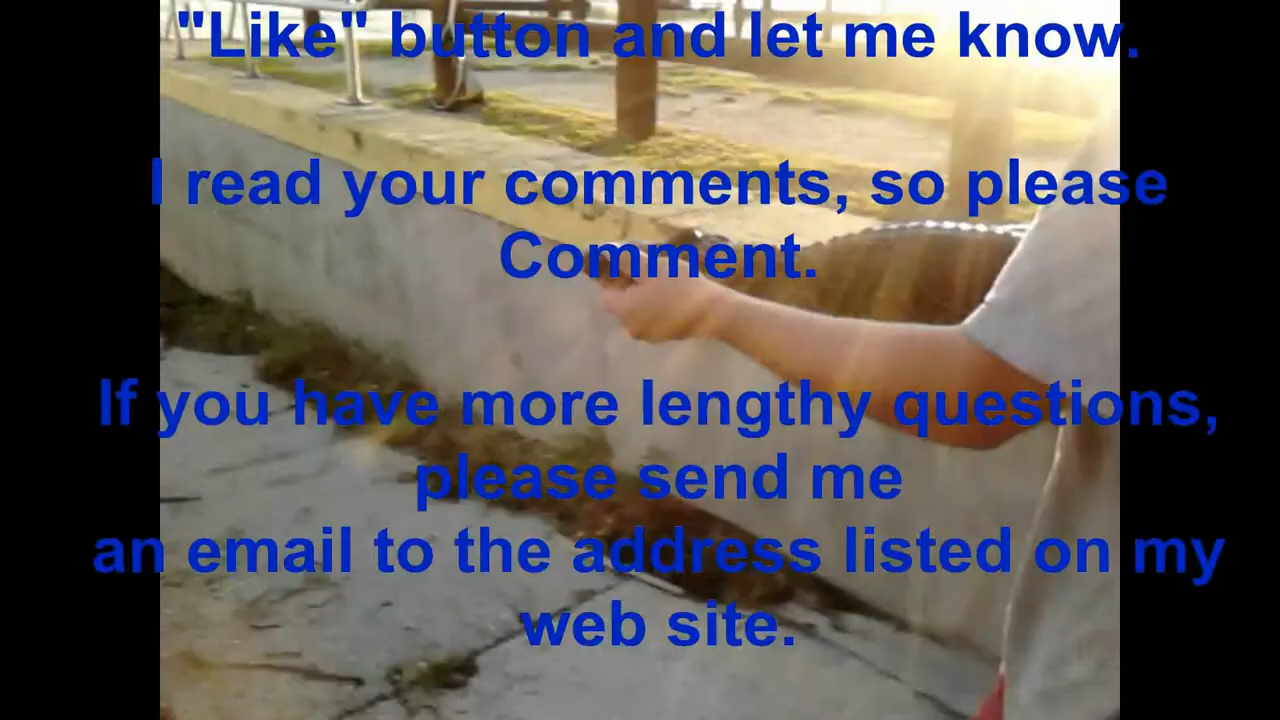 "Like" button and let me know.
I read your comments, so please
Comment.
If you have more lengthy questions,
please send me
an email to the address listed on my
web site.